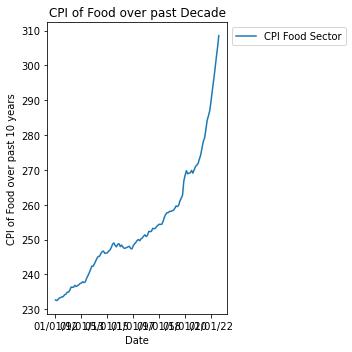 CPI of Food over past Decade
CPI Food Sector
310
300
290
280
270
260
250
240
230
CPI of Food over past 10 years
Date